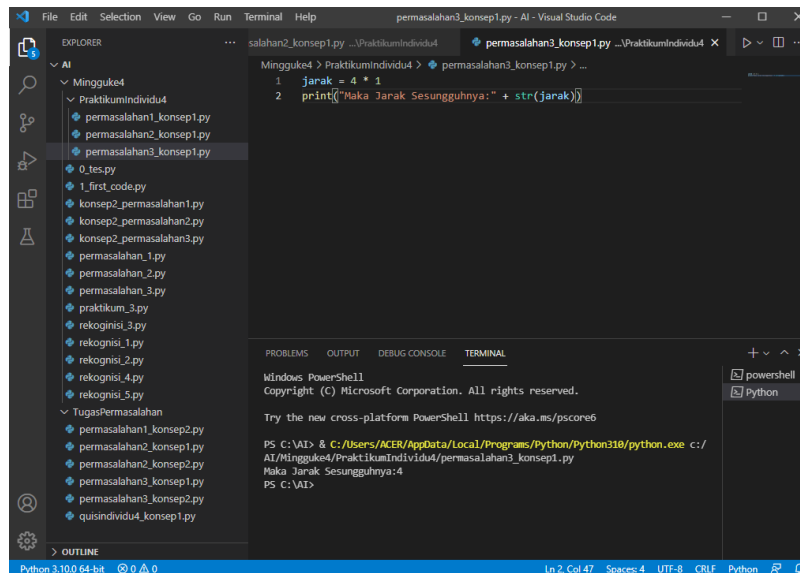 File Edit Selection View Go Run Terminal Help permasalahan3_konsep1.py - AI - Visual Studio Code
EXPLORER
AI
Mingguke4
PraktikumIndividu4
permasalahan1_konsep1.py
permasalahan2_konsep1.py
permasalahan3_konsep1.py
0_tes.py
1_first_code.py
konsep2_permasalahan1.py
konsep2_permasalahan2.py
konsep2_permasalahan3.py
permasalahan_1.py
permasalahan_2.py
permasalahan_3.py
praktikum_3.py
rekoginisi_3.py
rekognisi_1.py
rekognisi_2.py
rekognisi_4.py
rekognisi_5.py
TugasPermasalahan
permasalahan1_konsep2.py
permasalahan2_konsep1.py
permasalahan2_konsep2.py
permasalahan3_konsep1.py
permasalahan3_konsep2.py
quisindividu4_konsep1.py
OUTLINE
salahan2_konsep1.py ...\PraktikumIndividu4 permasalahan3_konsep1.py ...\PraktikumIndividu4
Mingguke4 > PraktikumIndividu4 > permasalahan3_konsep1.py > ...
1 jarak = 4 * 1
2 print("Maka Jarak Sesungguhnya:" + str(jarak))
PROBLEMS OUTPUT DEBUG CONSOLE TERMINAL
Windows PowerShell
Copyright (C) Microsoft Corporation. All rights reserved.
Try the new cross-platform PowerShell https://aka.ms/pscore6
PS C:\AI> & C:/Users/ACER/AppData/Local/Programs/Python/Python310/python.exe c:/
AI/Mingguke4/PraktikumIndividu4/permasalahan3_konsep1.py
Maka Jarak Sesungguhnya:4
PS C:\AI>
powershell
Python
5
Python 3.10.0 64-bit 0 0 Ln 2, Col 47 Spaces: 4 UTF-8 CRLF Python